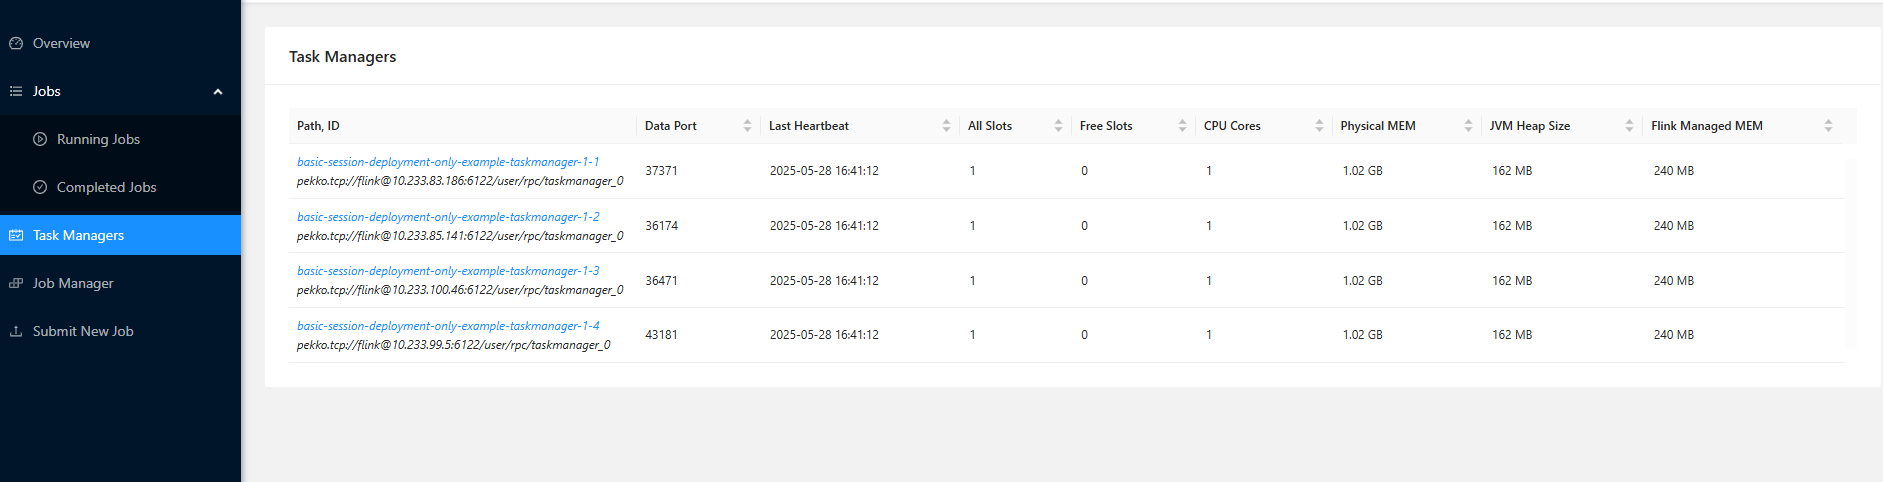 Overview
Jobs
Running Jobs
Completed Jobs
Task Managers
Job Manager
Submit New Job
Task Managers
Path, ID Data Port Last Heartbeat All Slots Free Slots CPU Cores Physical MEM JVM Heap Size Flink Managed MEM
basic-session-deployment-only-example-taskmanager-1-1
pekko.tcp://flink@10.233.83.186:6122/user/rpc/taskmanager_0 37371 2025-05-28 16:41:12 1 0 1 1.02 GB 162 MB 240 MB
basic-session-deployment-only-example-taskmanager-1-2
pekko.tcp://flink@10.233.85.141:6122/user/rpc/taskmanager_0 36174 2025-05-28 16:41:12 1 0 1 1.02 GB 162 MB 240 MB
basic-session-deployment-only-example-taskmanager-1-3
pekko.tcp://flink@10.233.100.46:6122/user/rpc/taskmanager_0 36471 2025-05-28 16:41:12 1 0 1 1.02 GB 162 MB 240 MB
basic-session-deployment-only-example-taskmanager-1-4
pekko.tcp://flink@10.233.99.5:6122/user/rpc/taskmanager_0 43181 2025-05-28 16:41:12 1 0 1 1.02 GB 162 MB 240 MB